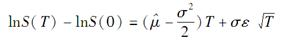 lnS(T) - lnS(0) = (μ̂ - σ²/2)T + σε √T